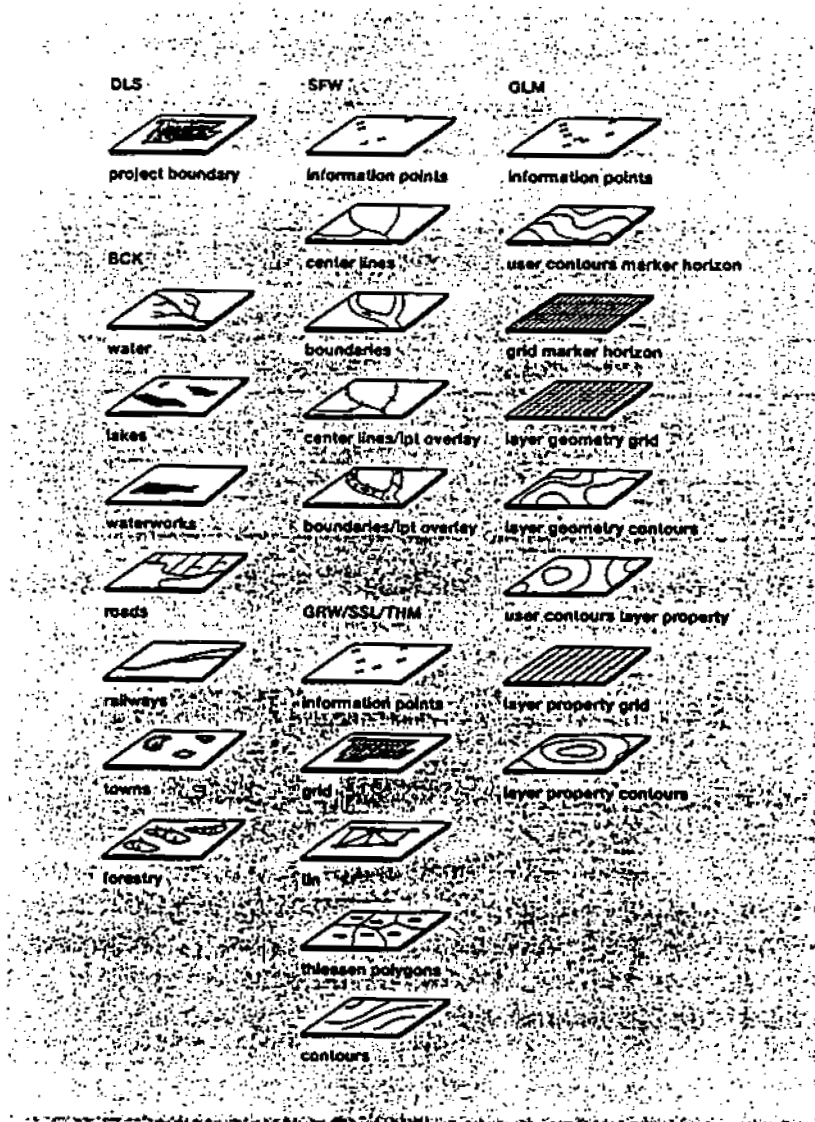 DLS
project boundary
BCK
water
lakes
waterworks
roads
railways
towns
forestry
SFW
information points
center lines
boundaries
center lines/ipt overlay
boundaries/ipt overlay
GRW/SSL/THM
information points
grid
tin
thiessen polygons
contours
GLM
information points
user contours marker horizon
grid marker horizon
layer geometry grid
layer geometry contours
user contours layer property
layer property grid
layer property contours